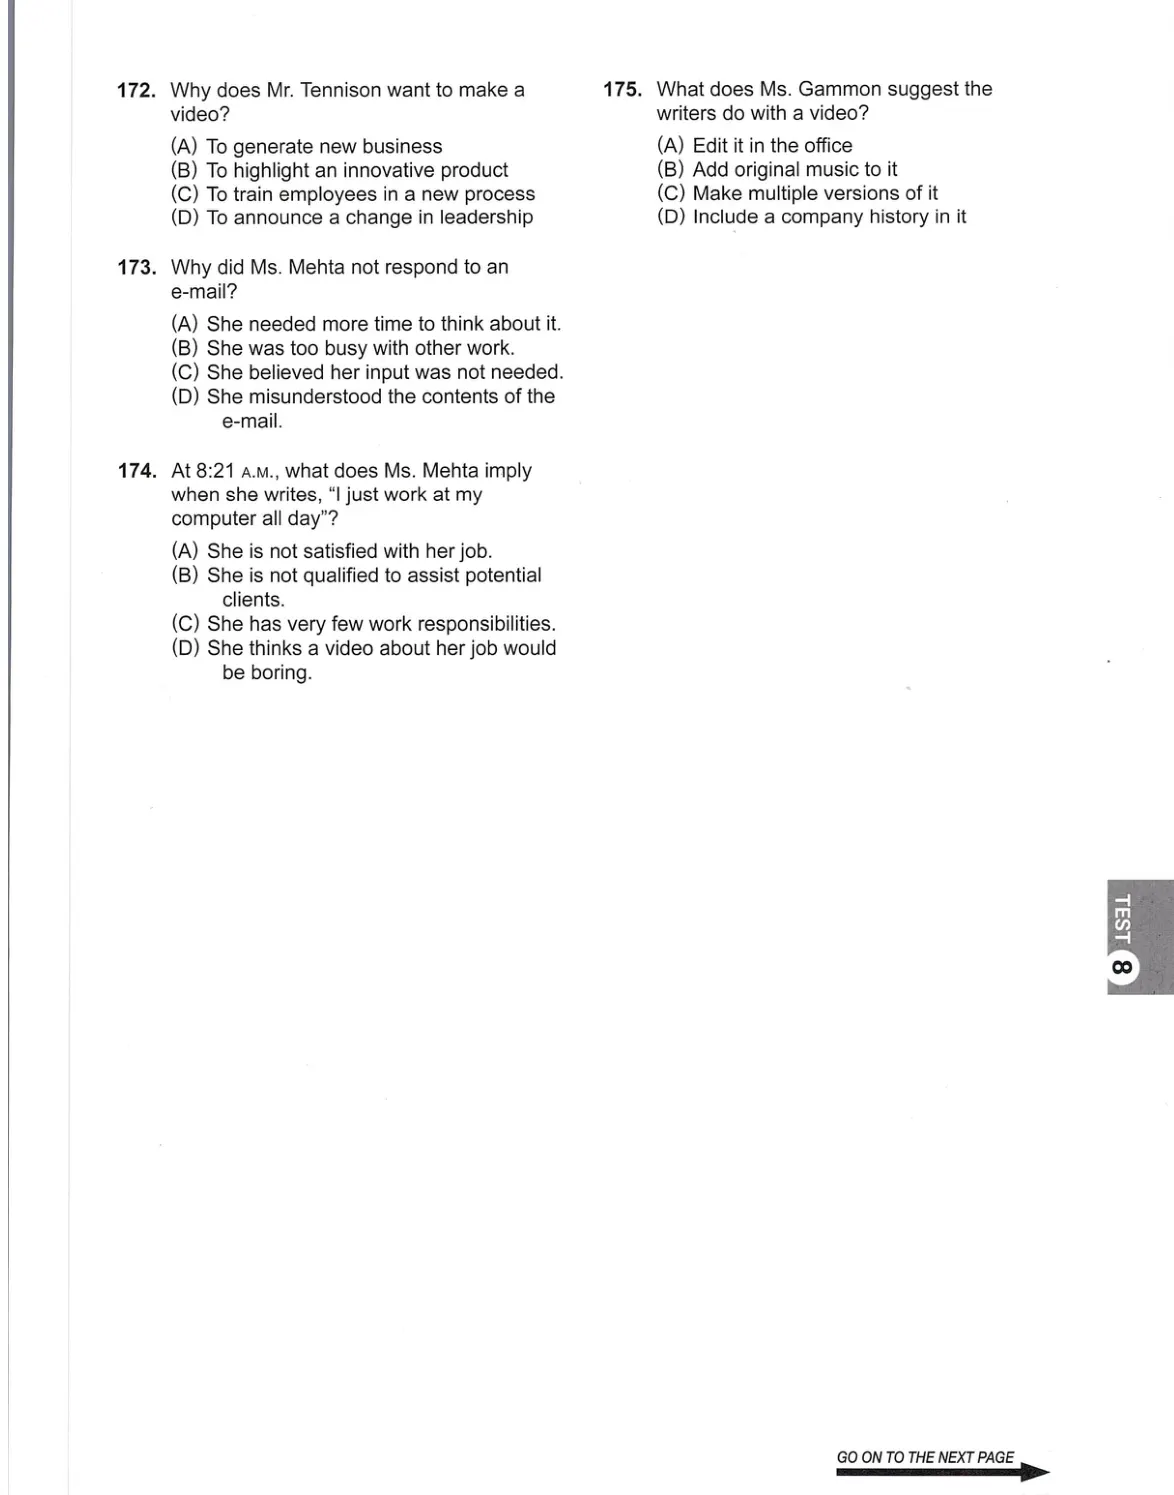 172. Why does Mr. Tennison want to make a
video?
(A) To generate new business
(B) To highlight an innovative product
(C) To train employees in a new process
(D) To announce a change in leadership
173. Why did Ms. Mehta not respond to an
e-mail?
(A) She needed more time to think about it.
(B) She was too busy with other work.
(C) She believed her input was not needed.
(D) She misunderstood the contents of the
e-mail.
174. At 8:21 A.M., what does Ms. Mehta imply
when she writes, “I just work at my
computer all day”?
(A) She is not satisfied with her job.
(B) She is not qualified to assist potential
clients.
(C) She has very few work responsibilities.
(D) She thinks a video about her job would
be boring.
175. What does Ms. Gammon suggest the
writers do with a video?
(A) Edit it in the office
(B) Add original music to it
(C) Make multiple versions of it
(D) Include a company history in it
TEST 8
GO ON TO THE NEXT PAGE